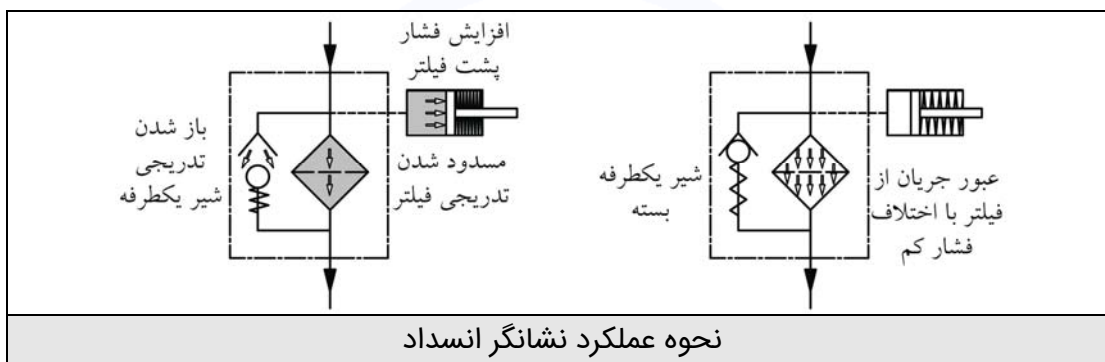 افزایش فشار
پشت فیلتر
باز شدن
تدریجی
شیر یکطرفه
مسدود شدن
تدریجی فیلتر
شیر یکطرفه
بسته
عبور جریان از
فیلتر با اختلاف
فشار کم
نحوه عملکرد نشانگر انسداد